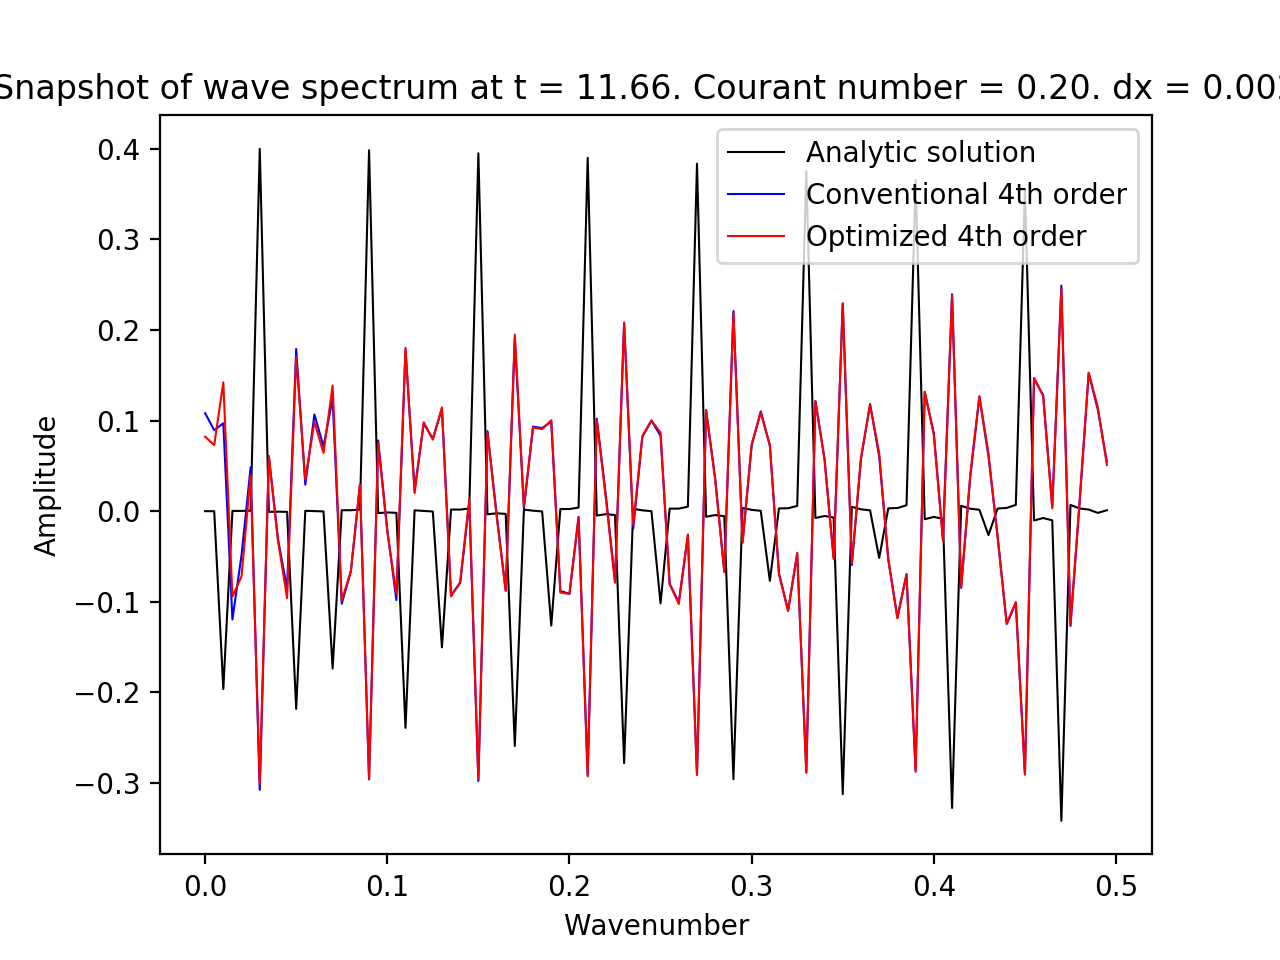 Snapshot of wave spectrum at t = 11.66. Courant number = 0.20. dx =
Analytic solution
Conventional 4th order
Optimized 4th order
0.4
0.3
0.2
0.1
0.0
−0.1
−0.2
−0.3
Amplitude
0.0 0.1 0.2 0.3 0.4 0.5
Wavenumber